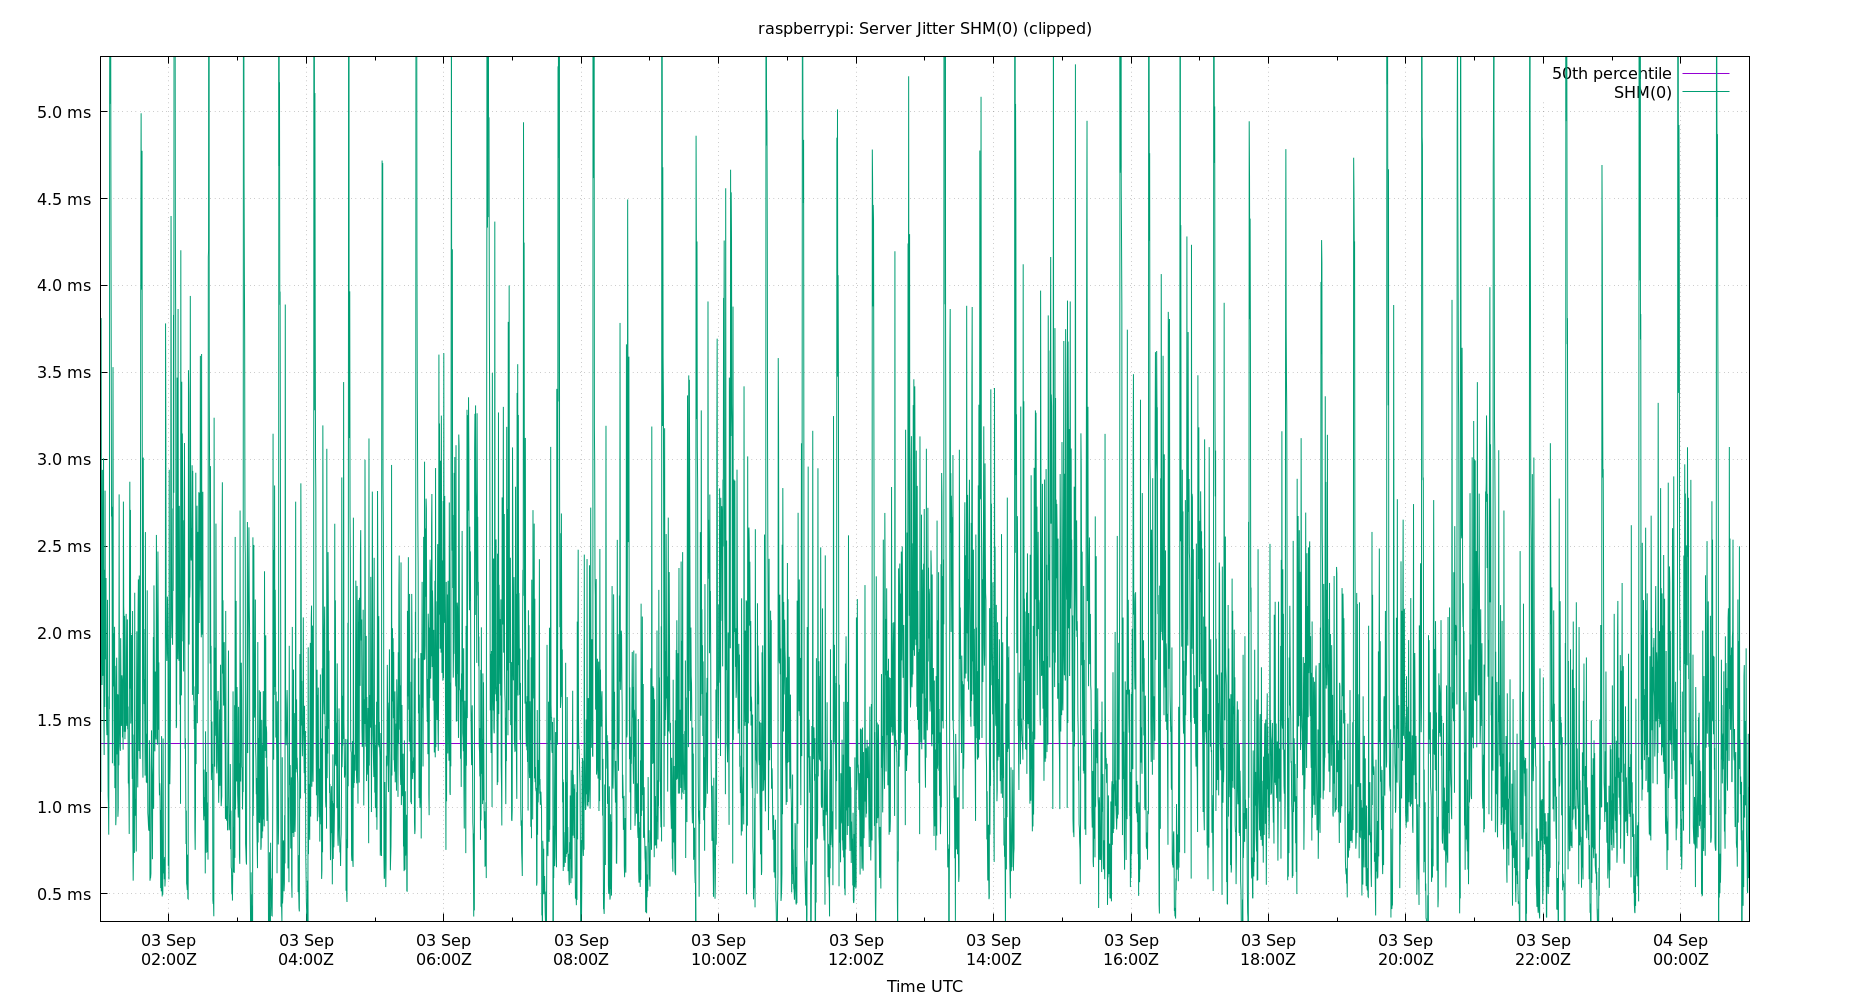 raspberrypi: Server Jitter SHM(0) (clipped)
50th percentile
SHM(0)
5.0 ms
4.5 ms
4.0 ms
3.5 ms
3.0 ms
2.5 ms
2.0 ms
1.5 ms
1.0 ms
0.5 ms
03 Sep 03 Sep 03 Sep 03 Sep 03 Sep 03 Sep 03 Sep 03 Sep 03 Sep 03 Sep 03 Sep 04 Sep
02:00Z 04:00Z 06:00Z 08:00Z 10:00Z 12:00Z 14:00Z 16:00Z 18:00Z 20:00Z 22:00Z 00:00Z
Time UTC